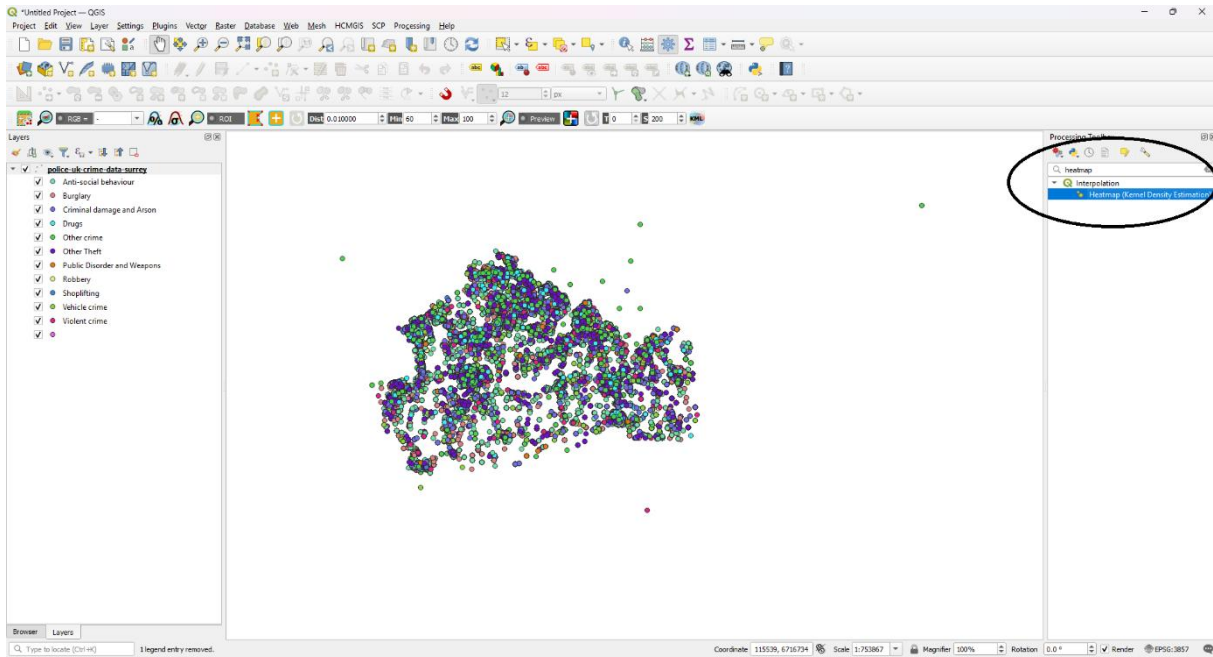 *Untitled Project — QGIS
Project Edit View Layer Settings Plugins Vector Raster Database Web Mesh HCMGIS SCP Processing Help
12 px
RGB = - ROI Dist 0.010000 Min 60 Max 100 Preview T 0 S 200 KML
Layers
police-uk-crime-data-surrey
Anti-social behaviour
Burglary
Criminal damage and Arson
Drugs
Other crime
Other Theft
Public Disorder and Weapons
Robbery
Shoplifting
Vehicle crime
Violent crime
Processing Toolbox
heatmap
Interpolation
Heatmap (Kernel Density Estimation)
Browser Layers
Type to locate (Ctrl+K) 1 legend entry removed. Coordinate 115539, 6716734 Scale 1:753867 Magnifier 100% Rotation 0.0 ° Render EPSG:3857